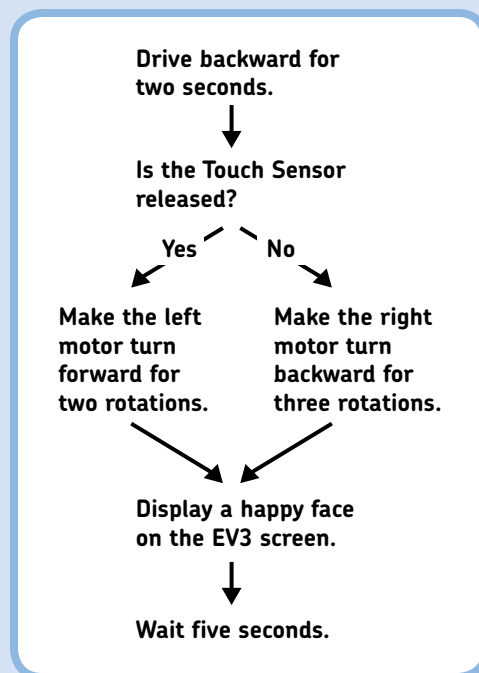 Drive backward for
two seconds.
Is the Touch Sensor
released?
Yes
No
Make the left
motor turn
forward for
two rotations.
Make the right
motor turn
backward for
three rotations.
Display a happy face
on the EV3 screen.
Wait five seconds.